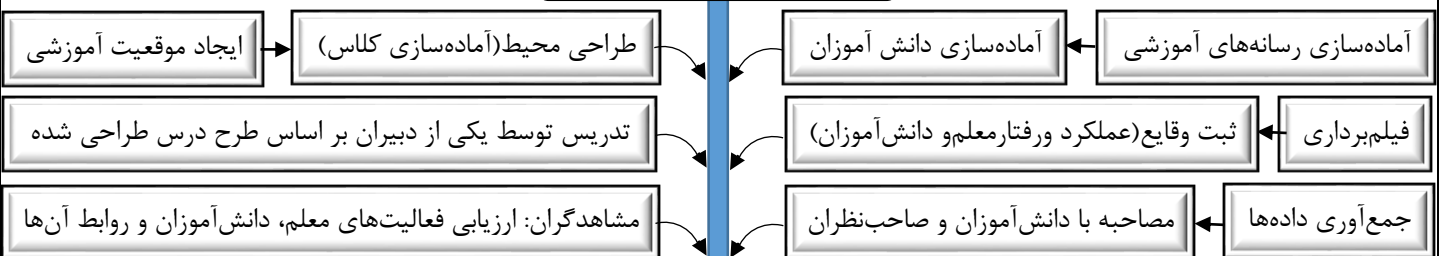 آماده‌سازی رسانه‌های آموزشی
آماده‌سازی دانش آموزان
طراحی محیط(آماده‌سازی کلاس)
ایجاد موقعیت آموزشی
فیلم‌برداری
ثبت وقایع(عملکرد ورفتارمعلم‌و دانش‌آموزان)
تدریس توسط یکی از دبیران بر اساس طرح درس طراحی شده
جمع‌آوری داده‌ها
مصاحبه با دانش‌آموزان و صاحب‌نظران
مشاهدگران: ارزیابی فعالیت‌های معلم، دانش‌آموزان و روابط آن‌ها